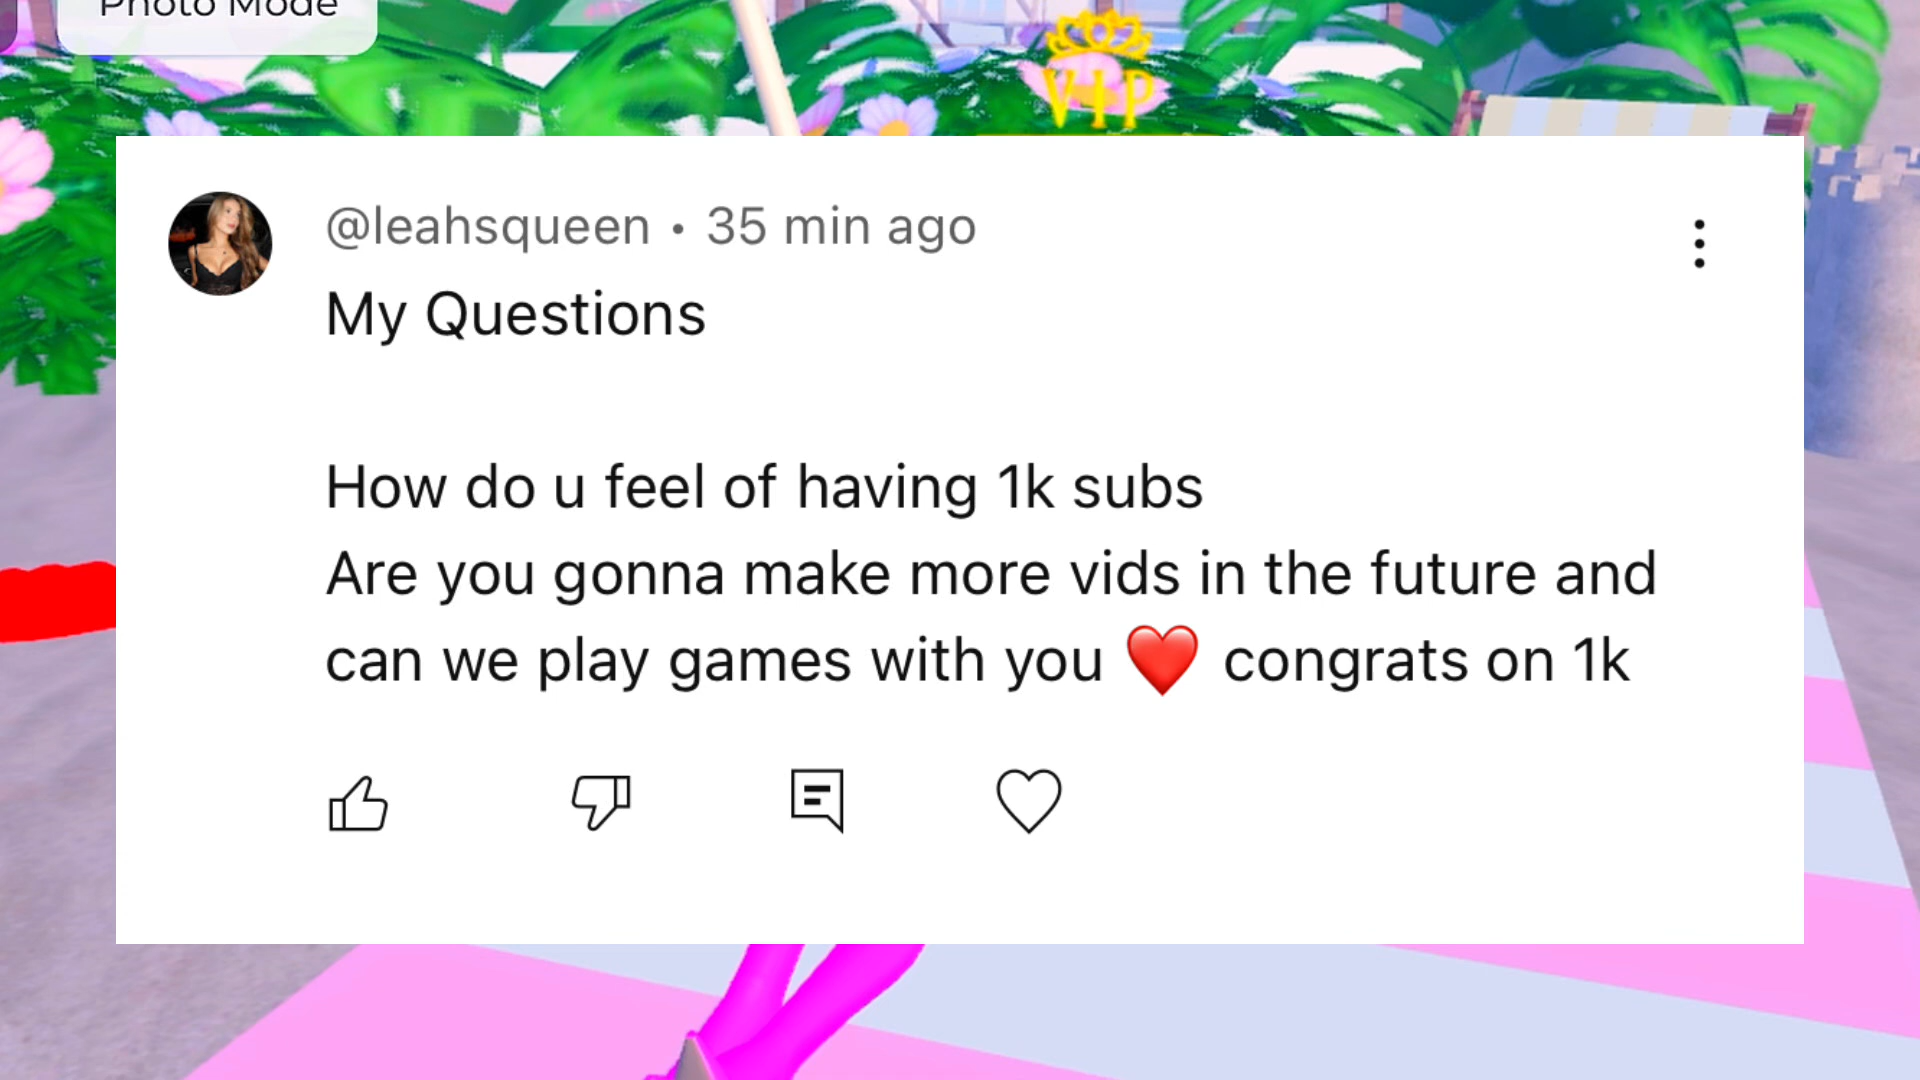 Photo Mode
VIP
@leahsqueen • 35 min ago
My Questions
How do u feel of having 1k subs
Are you gonna make more vids in the future and
can we play games with you ❤️ congrats on 1k